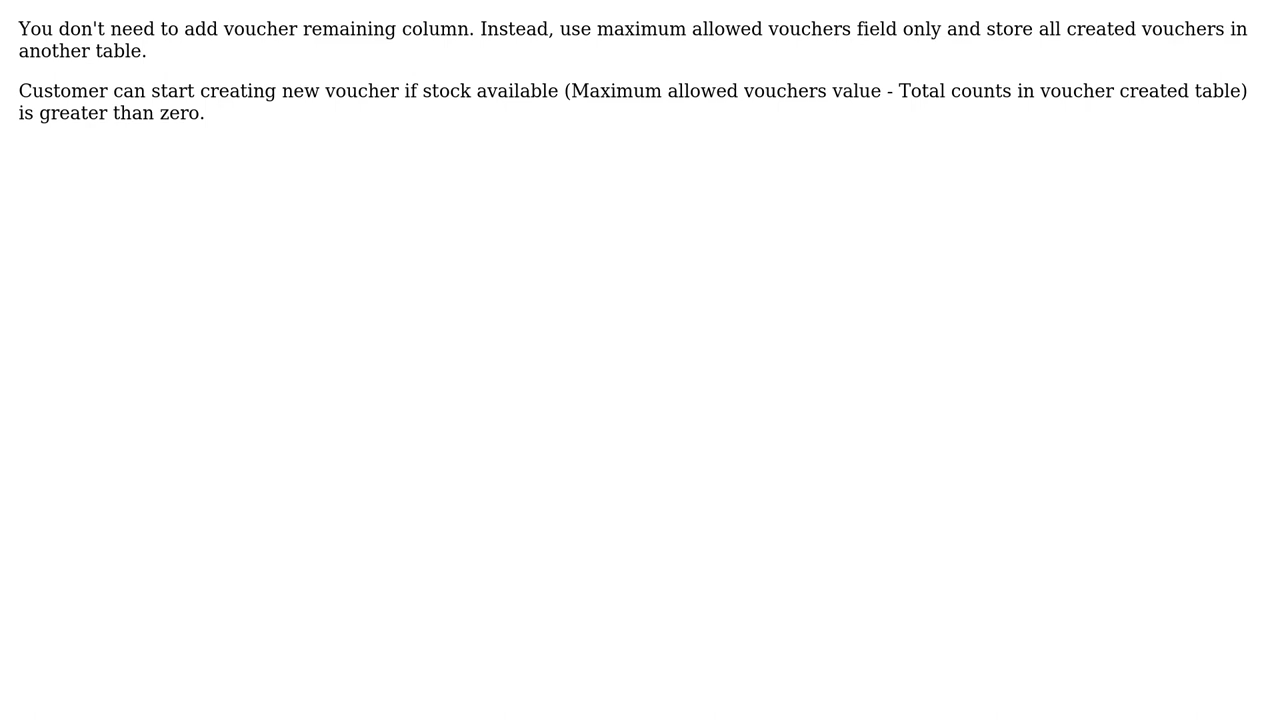 You don't need to add voucher remaining column. Instead, use maximum allowed vouchers field only and store all created vouchers in
another table.
Customer can start creating new voucher if stock available (Maximum allowed vouchers value - Total counts in voucher created table)
is greater than zero.